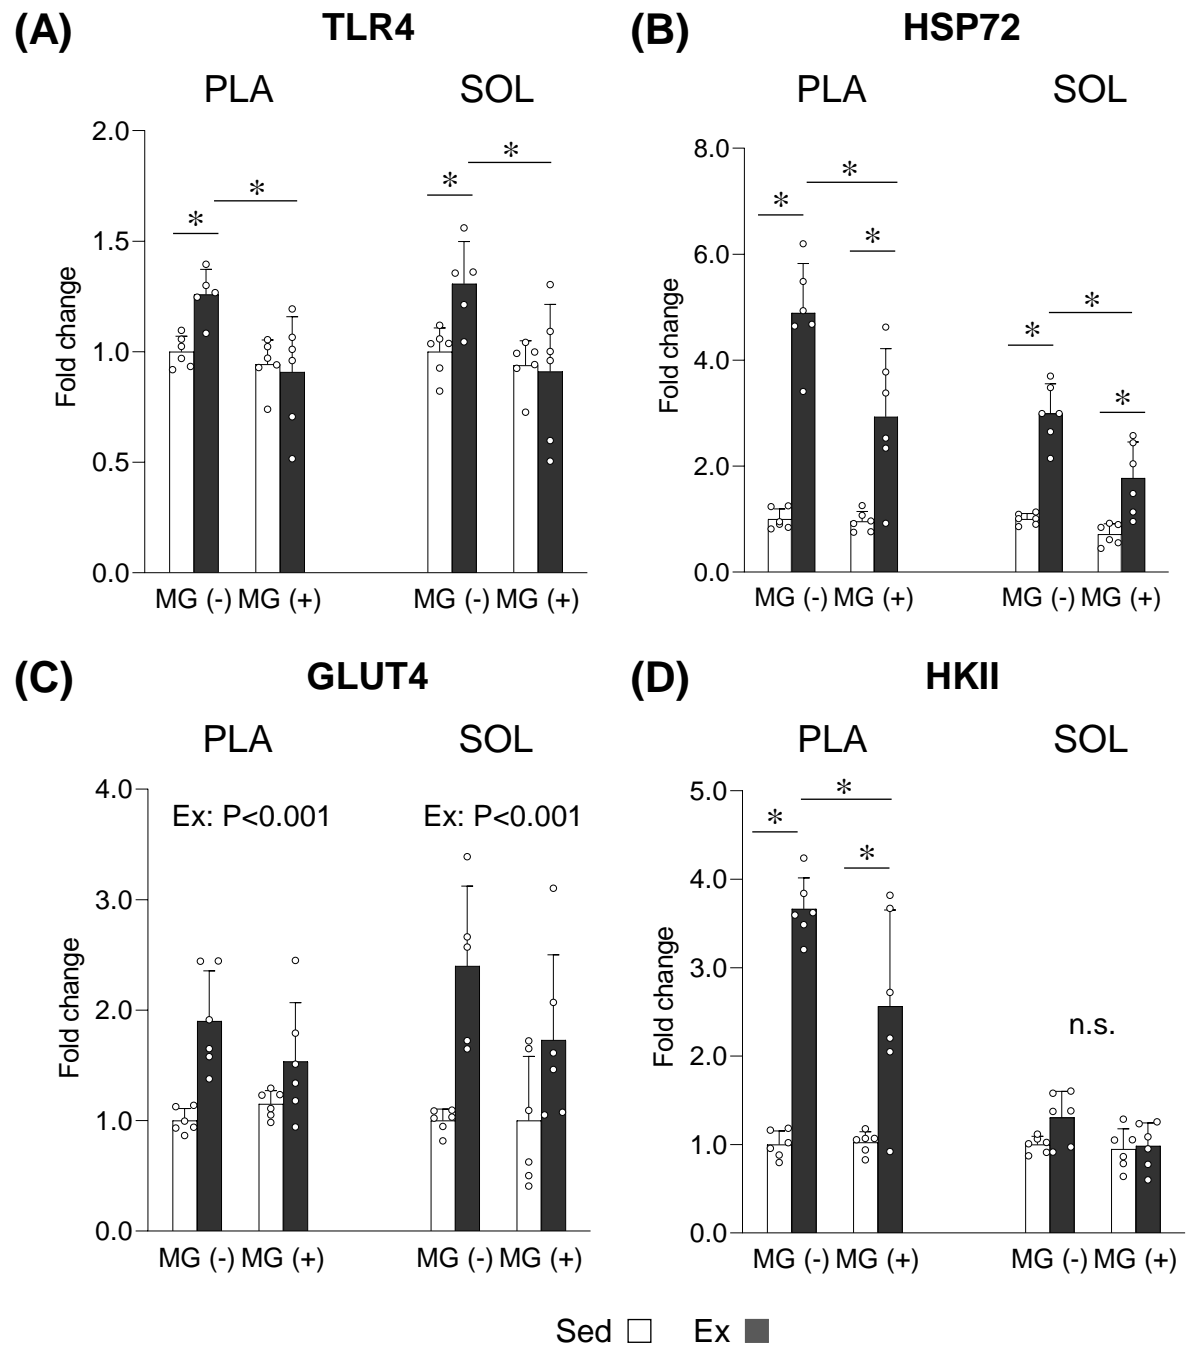 (A) TLR4
PLA SOL
2.0
1.5
1.0
0.5
0.0
Fold change
* * * *
MG (-) MG (+) MG (-) MG (+)
(B) HSP72
PLA SOL
8.0
6.0
4.0
2.0
0.0
Fold change
* * * * * *
MG (-) MG (+) MG (-) MG (+)
(C) GLUT4
PLA SOL
4.0
3.0
2.0
1.0
0.0
Fold change
Ex: P<0.001 Ex: P<0.001
MG (-) MG (+) MG (-) MG (+)
(D) HKII
PLA SOL
5.0
4.0
3.0
2.0
1.0
0.0
Fold change
* * *
n.s.
MG (-) MG (+) MG (-) MG (+)
Sed Ex